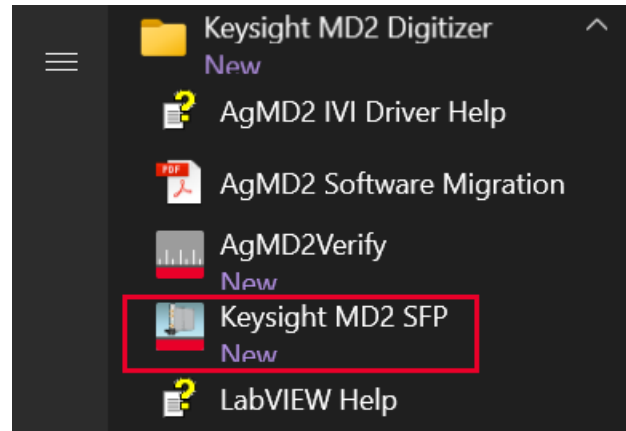 Keysight MD2 Digitizer
New
AgMD2 IVI Driver Help
PDF
AgMD2 Software Migration
AgMD2Verify
New
Keysight MD2 SFP
New
LabVIEW Help